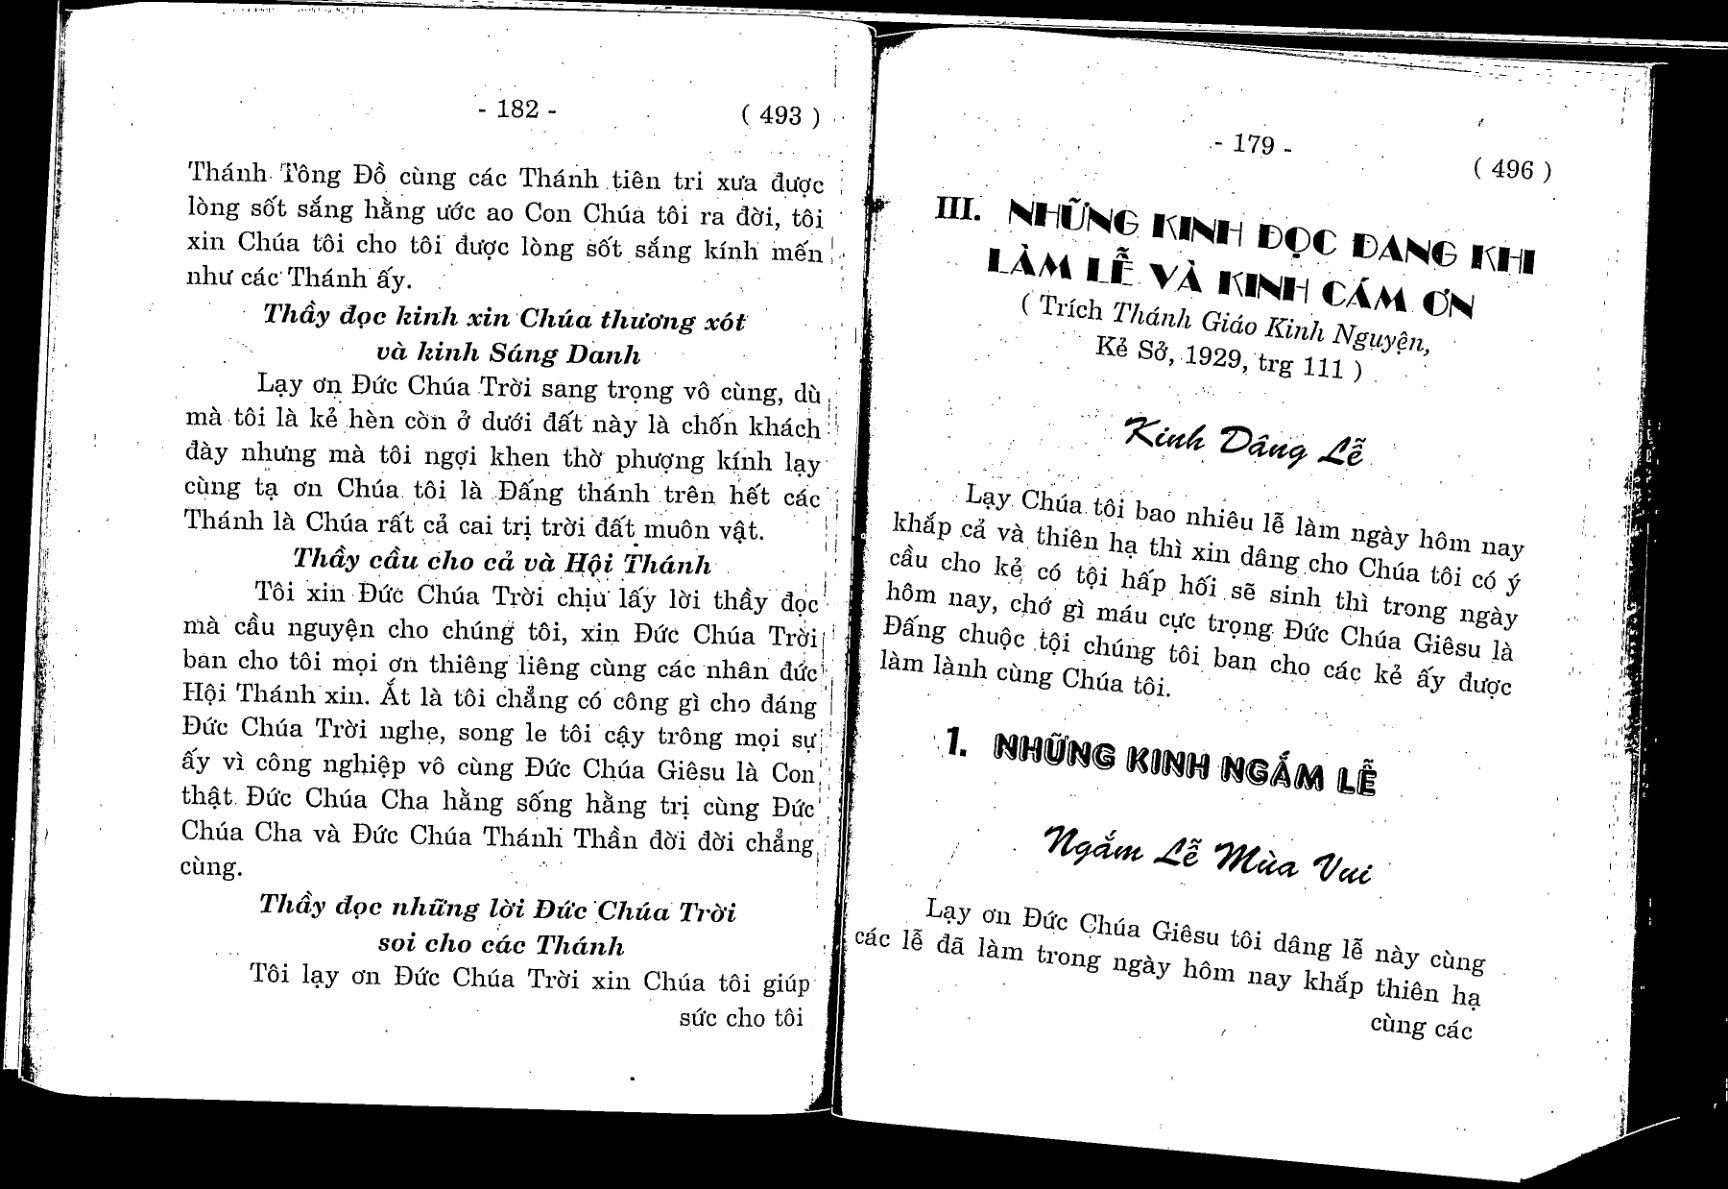 - 182 -
( 493 )
Thánh Tông Đồ cùng các Thánh tiên tri xưa được
lòng sốt sắng hằng ước ao Con Chúa tôi ra đời, tôi
xin Chúa tôi cho tôi được lòng sốt sắng kính mến
như các Thánh ấy.
Thầy đọc kinh xin Chúa thương xót
và kinh Sáng Danh
Lạy ơn Đức Chúa Trời sang trọng vô cùng, dù
mà tôi là kẻ hèn còn ở dưới đất này là chốn khách
đày nhưng mà tôi ngợi khen thờ phượng kính lạy
cùng tạ ơn Chúa tôi là Đấng thánh trên hết các
Thánh là Chúa rất cả cai trị trời đất muôn vật.
Thầy cầu cho cả và Hội Thánh
Tôi xin Đức Chúa Trời chịu lấy lời thầy đọc
mà cầu nguyện cho chúng tôi, xin Đức Chúa Trời
ban cho tôi mọi ơn thiêng liêng cùng các nhân đức
Hội Thánh xin. Ắt là tôi chẳng có công gì cho đáng
Đức Chúa Trời nghe, song le tôi cậy trông mọi sự
ấy vì công nghiệp vô cùng Đức Chúa Giêsu là Con
thật Đức Chúa Cha hằng sống hằng trị cùng Đức
Chúa Cha và Đức Chúa Thánh Thần đời đời chẳng
cùng.
Thầy đọc những lời Đức Chúa Trời
soi cho các Thánh
Tôi lạy ơn Đức Chúa Trời xin Chúa tôi giúp
sức cho tôi
- 179 -
( 496 )
III. NHỮNG KINH ĐỌC ĐANG KHI
LÀM LỄ VÀ KINH CÁM ƠN
( Trích Thánh Giáo Kinh Nguyện,
Kẻ Sở, 1929, trg 111 )
Kinh Dâng Lễ
Lạy Chúa tôi bao nhiêu lễ làm ngày hôm nay
khắp cả và thiên hạ thì xin dâng cho Chúa tôi có ý
cầu cho kẻ có tội hấp hối sẽ sinh thì trong ngày
hôm nay, chớ gì máu cực trọng Đức Chúa Giêsu là
Đấng chuộc tội chúng tôi ban cho các kẻ ấy được
làm lành cùng Chúa tôi.
1. NHỮNG KINH NGẮM LỄ
Ngắm Lễ Mùa Vui
Lạy ơn Đức Chúa Giêsu tôi dâng lễ này cùng
các lễ đã làm trong ngày hôm nay khắp thiên hạ
cùng các